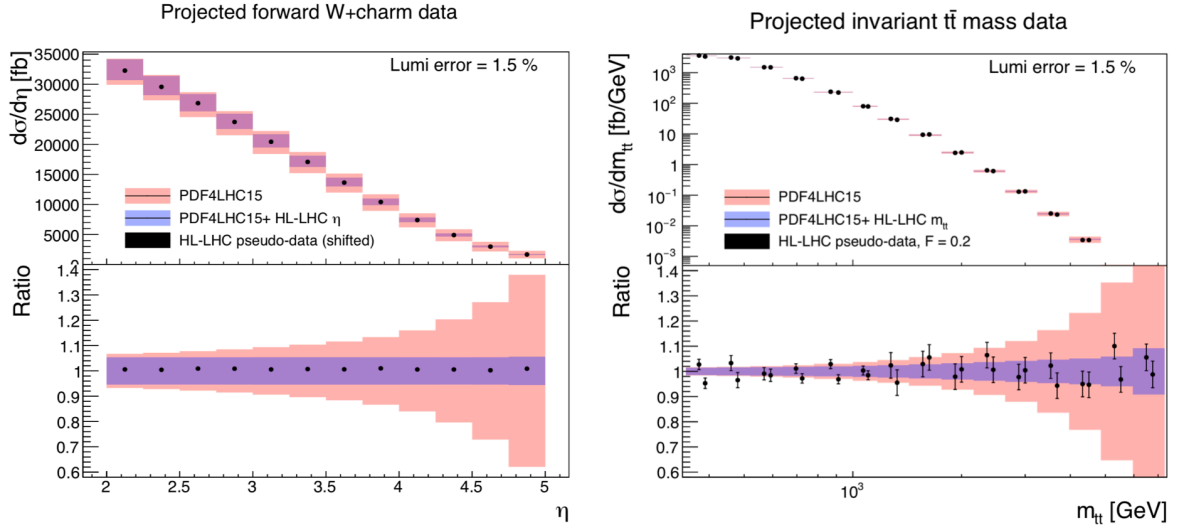 Projected forward W+charm data
dσ/dη [fb]
35000
30000
25000
20000
15000
10000
5000
2
Lumi error = 1.5 %
PDF4LHC15
PDF4LHC15+ HL-LHC η
HL-LHC pseudo-data (shifted)
Ratio
1.4
1.3
1.2
1.1
1
0.9
0.8
0.7
0.6
2
2.5
3
3.5
4
4.5
5
η
Projected invariant tt̄ mass data
dσ/dm_tt [fb/GeV]
10³
10²
10
1
10⁻¹
10⁻²
10⁻³
Lumi error = 1.5 %
PDF4LHC15
PDF4LHC15+ HL-LHC m_tt̄
HL-LHC pseudo-data, F = 0.2
Ratio
1.4
1.3
1.2
1.1
1
0.9
0.8
0.7
0.6
10³
m_tt [GeV]